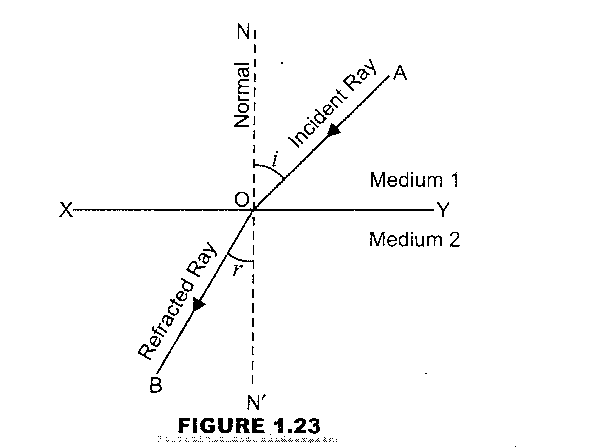 N
Normal
Incident Ray
A
i
Medium 1
O
X
Y
Medium 2
Refracted Ray
r
B
N'
FIGURE 1.23